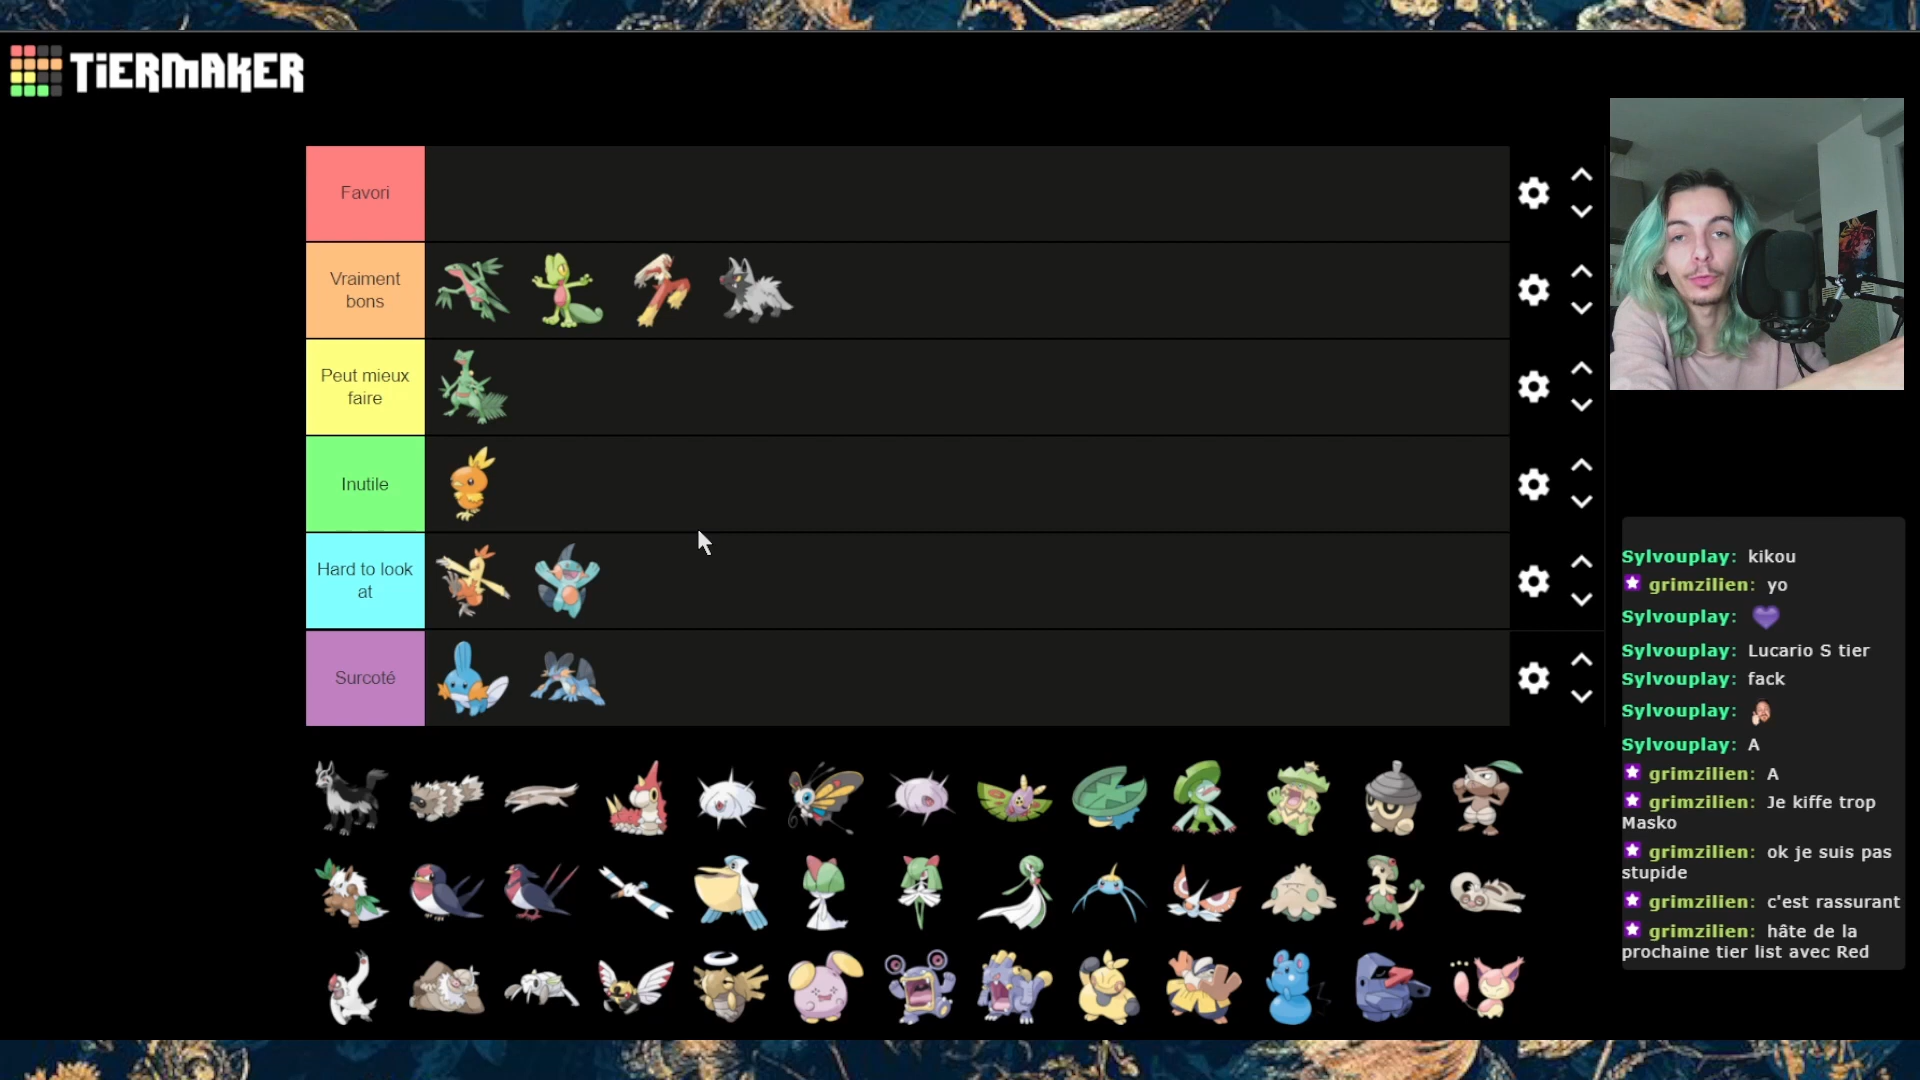 TiERMAKER
Favori
Vraiment
bons
Peut mieux
faire
Inutile
Hard to look
at
Surcoté
Sylvouplay: kikou
grimzilien: yo
Sylvouplay:
Sylvouplay: Lucario S tier
Sylvouplay: fack
Sylvouplay:
Sylvouplay: A
grimzilien: A
grimzilien: Je kiffe trop
Masko
grimzilien: ok je suis pas
stupide
grimzilien: c'est rassurant
grimzilien: hâte de la
prochaine tier list avec Red